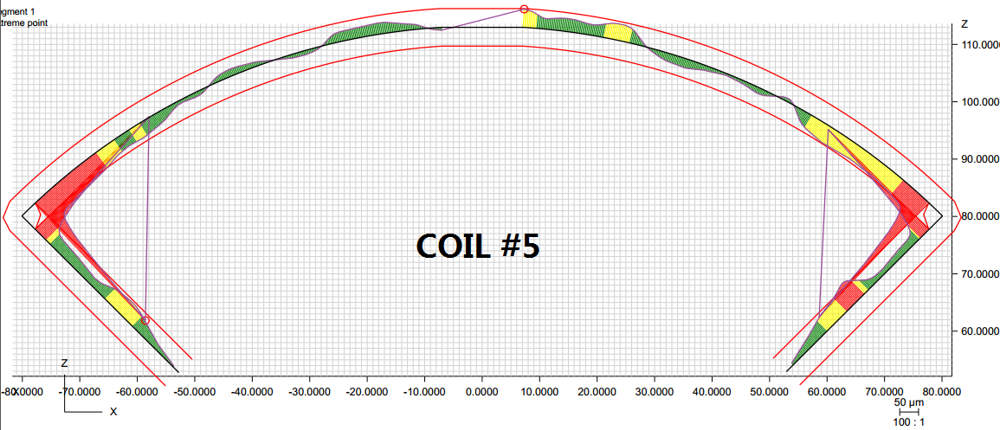 gment 1
treme point
Z
110.0000
100.0000
90.0000
COIL #5
80.0000
70.0000
60.0000
Z
X
-80.0000 -70.0000 -60.0000 -50.0000 -40.0000 -30.0000 -20.0000 -10.0000 0.0000 10.0000 20.0000 30.0000 40.0000 50.0000 60.0000 70.0000 80.0000
X
50 µm
100 : 1